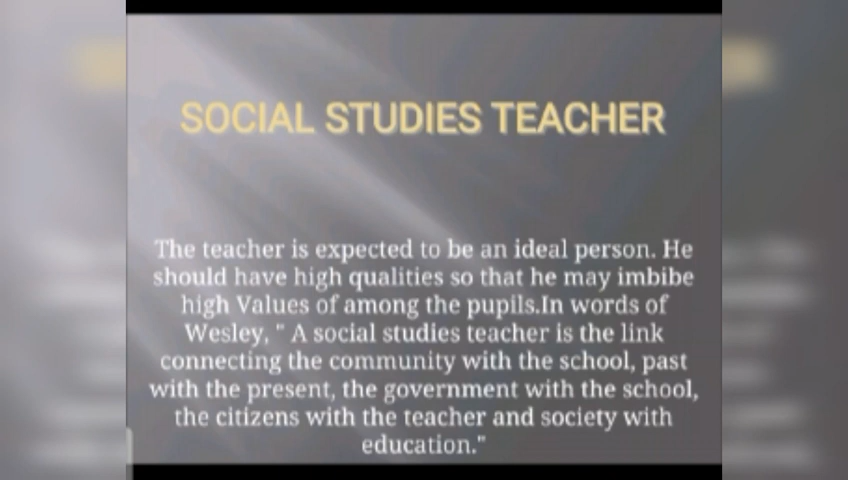 SOCIAL STUDIES TEACHER
The teacher is expected to be an ideal person. He
should have high qualities so that he may imbibe
high Values of among the pupils.In words of
Wesley, " A social studies teacher is the link
connecting the community with the school, past
with the present, the government with the school,
the citizens with the teacher and society with
education."